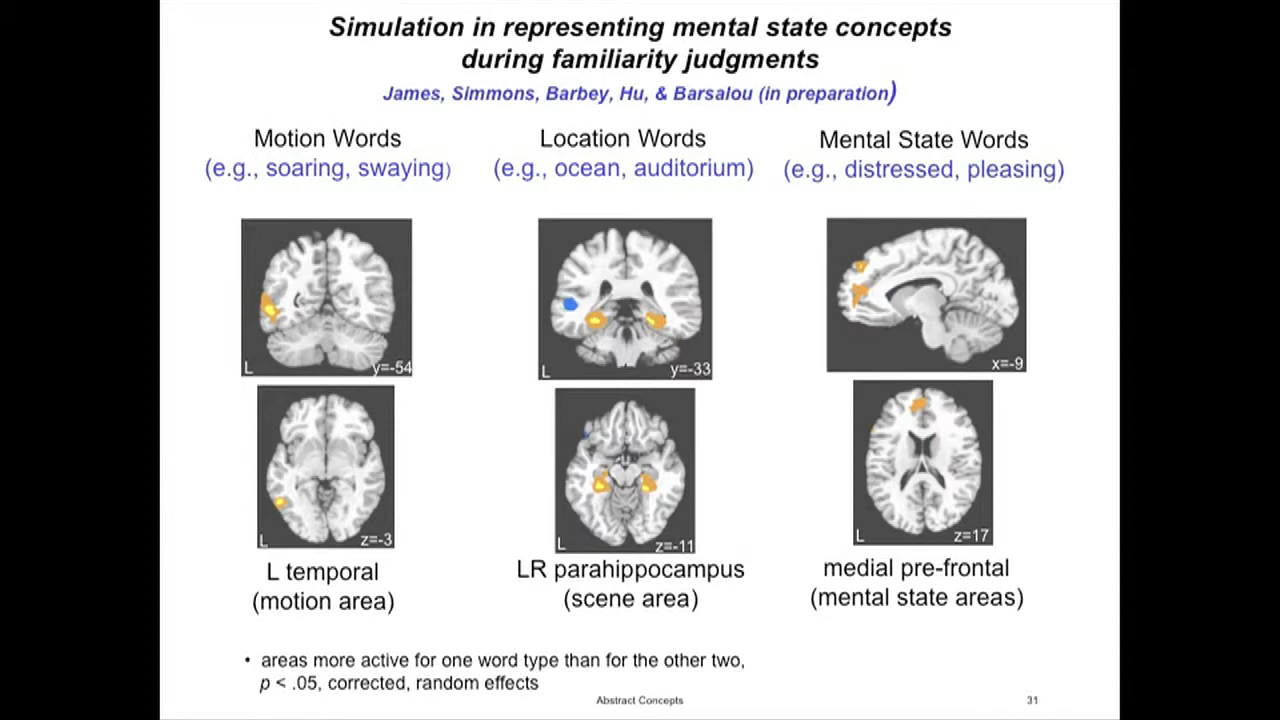 Simulation in representing mental state concepts
during familiarity judgments
James, Simmons, Barbey, Hu, & Barsalou (in preparation)
Motion Words
(e.g., soaring, swaying)
Location Words
(e.g., ocean, auditorium)
Mental State Words
(e.g., distressed, pleasing)
L y=-54
L y=-33
x=-9
L z=-3
L z=-11
L z=17
L temporal
(motion area)
LR parahippocampus
(scene area)
medial pre-frontal
(mental state areas)
• areas more active for one word type than for the other two,
p < .05, corrected, random effects
Abstract Concepts
31